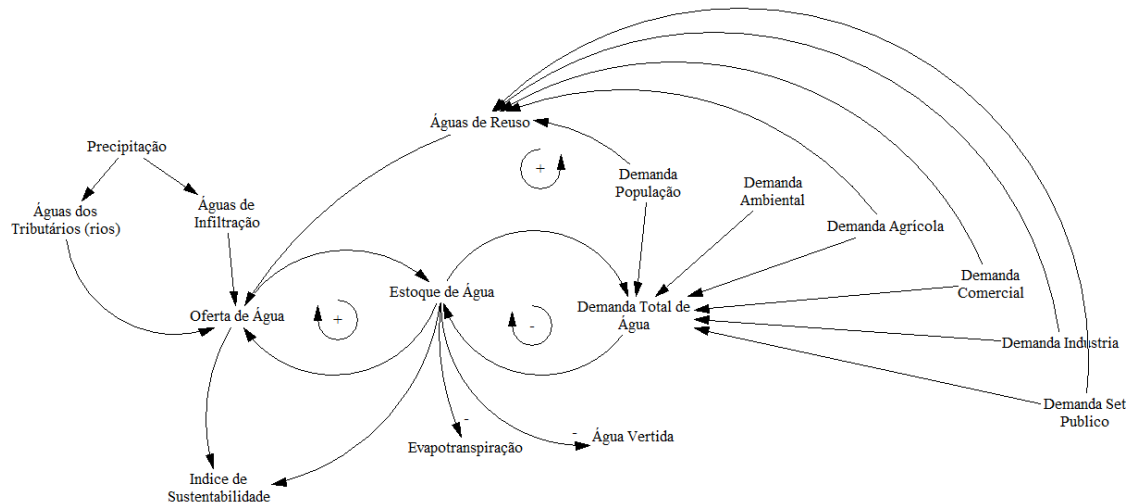 Águas de Reuso
Precipitação
+
Demanda
População
Demanda
Ambiental
Águas dos
Tributários (rios)
Águas de
Infiltração
Demanda Agrícola
Estoque de Água
Demanda
Comercial
Oferta de Água
+
-
Demanda Total de
Água
Demanda Industria
Demanda Set
Publico
-
-
Evapotranspiração
Água Vertida
Indice de
Sustentabilidade